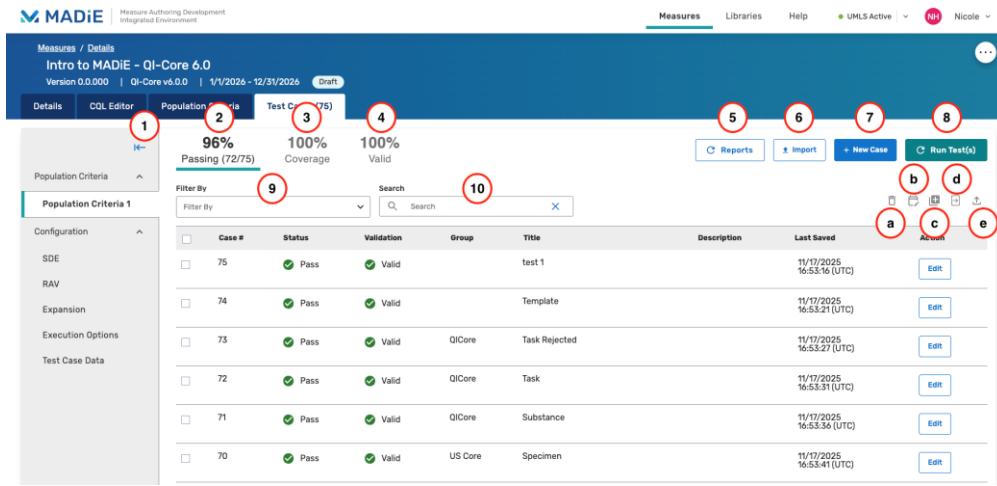 MADiE Measure Authoring Development Integrated Environment
Measures Libraries Help UMLS Active NH Nicole
Measures / Details
Intro to MADiE - QI-Core 6.0
Version 0.0.000 | QI-Core v6.0.0 | 1/1/2026 - 12/31/2026 Draft
Details CQL Editor Population Criteria Test Cases (75)
1 2 3 4 5 6 7 8
96% 100% 100%
Passing (72/75) Coverage Valid
Reports Import + New Case Run Test(s)
Population Criteria
Population Criteria 1
Configuration
SDE
RAV
Expansion
Execution Options
Test Case Data
Filter By 9 Search 10
Filter By Search
b d
a c e
Case # Status Validation Group Title Description Last Saved Action
75 Pass Valid test 1 11/17/2025 16:53:16 (UTC) Edit
74 Pass Valid Template 11/17/2025 16:53:21 (UTC) Edit
73 Pass Valid QICore Task Rejected 11/17/2025 16:53:27 (UTC) Edit
72 Pass Valid QICore Task 11/17/2025 16:53:31 (UTC) Edit
71 Pass Valid QICore Substance 11/17/2025 16:53:36 (UTC) Edit
70 Pass Valid US Core Specimen 11/17/2025 16:53:41 (UTC) Edit